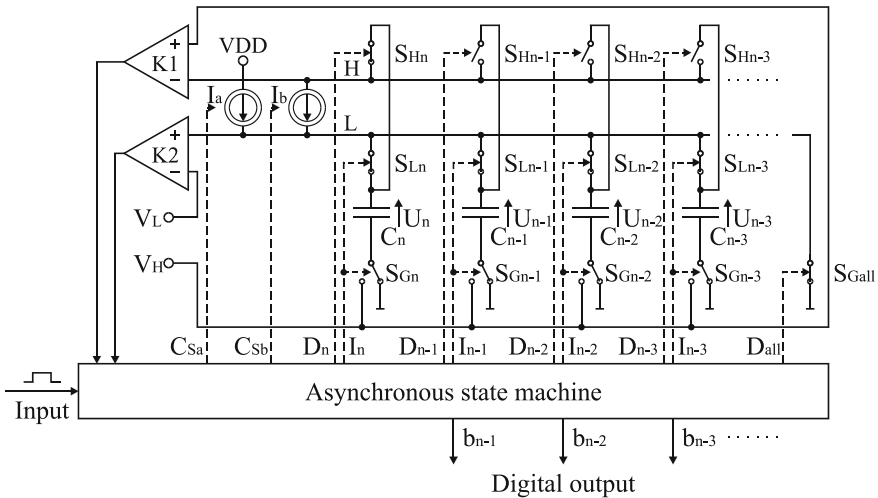 K1
VDD
H
SHn
SHn-1
SHn-2
SHn-3
Ia
Ib
L
K2
SLn
SLn-1
SLn-2
SLn-3
VL
Un
Un-1
Un-2
Un-3
Cn
Cn-1
Cn-2
Cn-3
VH
SGn
SGn-1
SGn-2
SGn-3
SGall
CSa
CSb
Dn
In
Dn-1
In-1
Dn-2
In-2
Dn-3
In-3
Dall
Asynchronous state machine
Input
bn-1
bn-2
bn-3
Digital output